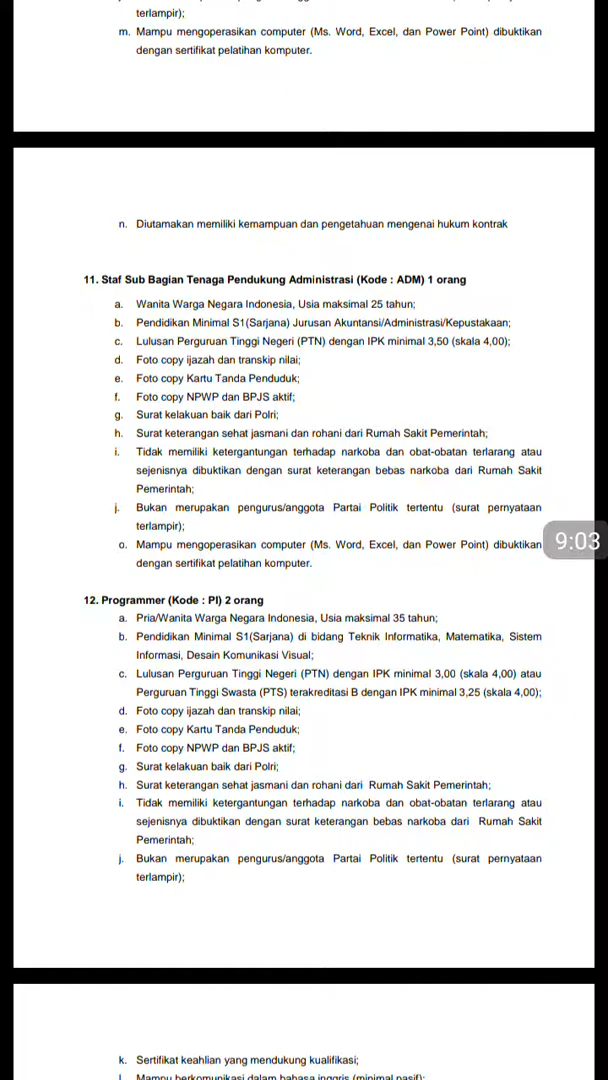 terlampir);
m. Mampu mengoperasikan computer (Ms. Word, Excel, dan Power Point) dibuktikan
dengan sertifikat pelatihan komputer.
n. Diutamakan memiliki kemampuan dan pengetahuan mengenai hukum kontrak
11. Staf Sub Bagian Tenaga Pendukung Administrasi (Kode : ADM) 1 orang
a. Wanita Warga Negara Indonesia, Usia maksimal 25 tahun;
b. Pendidikan Minimal S1(Sarjana) Jurusan Akuntansi/Administrasi/Kepustakaan;
c. Lulusan Perguruan Tinggi Negeri (PTN) dengan IPK minimal 3,50 (skala 4,00);
d. Foto copy ijazah dan transkip nilai;
e. Foto copy Kartu Tanda Penduduk;
f. Foto copy NPWP dan BPJS aktif;
g. Surat kelakuan baik dari Polri;
h. Surat keterangan sehat jasmani dan rohani dari Rumah Sakit Pemerintah;
i. Tidak memiliki ketergantungan terhadap narkoba dan obat-obatan terlarang atau
sejenisnya dibuktikan dengan surat keterangan bebas narkoba dari Rumah Sakit
Pemerintah;
j. Bukan merupakan pengurus/anggota Partai Politik tertentu (surat pernyataan
terlampir);
o. Mampu mengoperasikan computer (Ms. Word, Excel, dan Power Point) dibuktikan
9:03
dengan sertifikat pelatihan komputer.
12. Programmer (Kode : PI) 2 orang
a. Pria/Wanita Warga Negara Indonesia, Usia maksimal 35 tahun;
b. Pendidikan Minimal S1(Sarjana) di bidang Teknik Informatika, Matematika, Sistem
Informasi, Desain Komunikasi Visual;
c. Lulusan Perguruan Tinggi Negeri (PTN) dengan IPK minimal 3,00 (skala 4,00) atau
Perguruan Tinggi Swasta (PTS) terakreditasi B dengan IPK minimal 3,25 (skala 4,00);
d. Foto copy ijazah dan transkip nilai;
e. Foto copy Kartu Tanda Penduduk;
f. Foto copy NPWP dan BPJS aktif;
g. Surat kelakuan baik dari Polri;
h. Surat keterangan sehat jasmani dan rohani dari Rumah Sakit Pemerintah;
i. Tidak memiliki ketergantungan terhadap narkoba dan obat-obatan terlarang atau
sejenisnya dibuktikan dengan surat keterangan bebas narkoba dari Rumah Sakit
Pemerintah;
j. Bukan merupakan pengurus/anggota Partai Politik tertentu (surat pernyataan
terlampir);
k. Sertifikat keahlian yang mendukung kualifikasi;
l. Mampu berkomunikasi dalam bahasa inggris (minimal pasif);